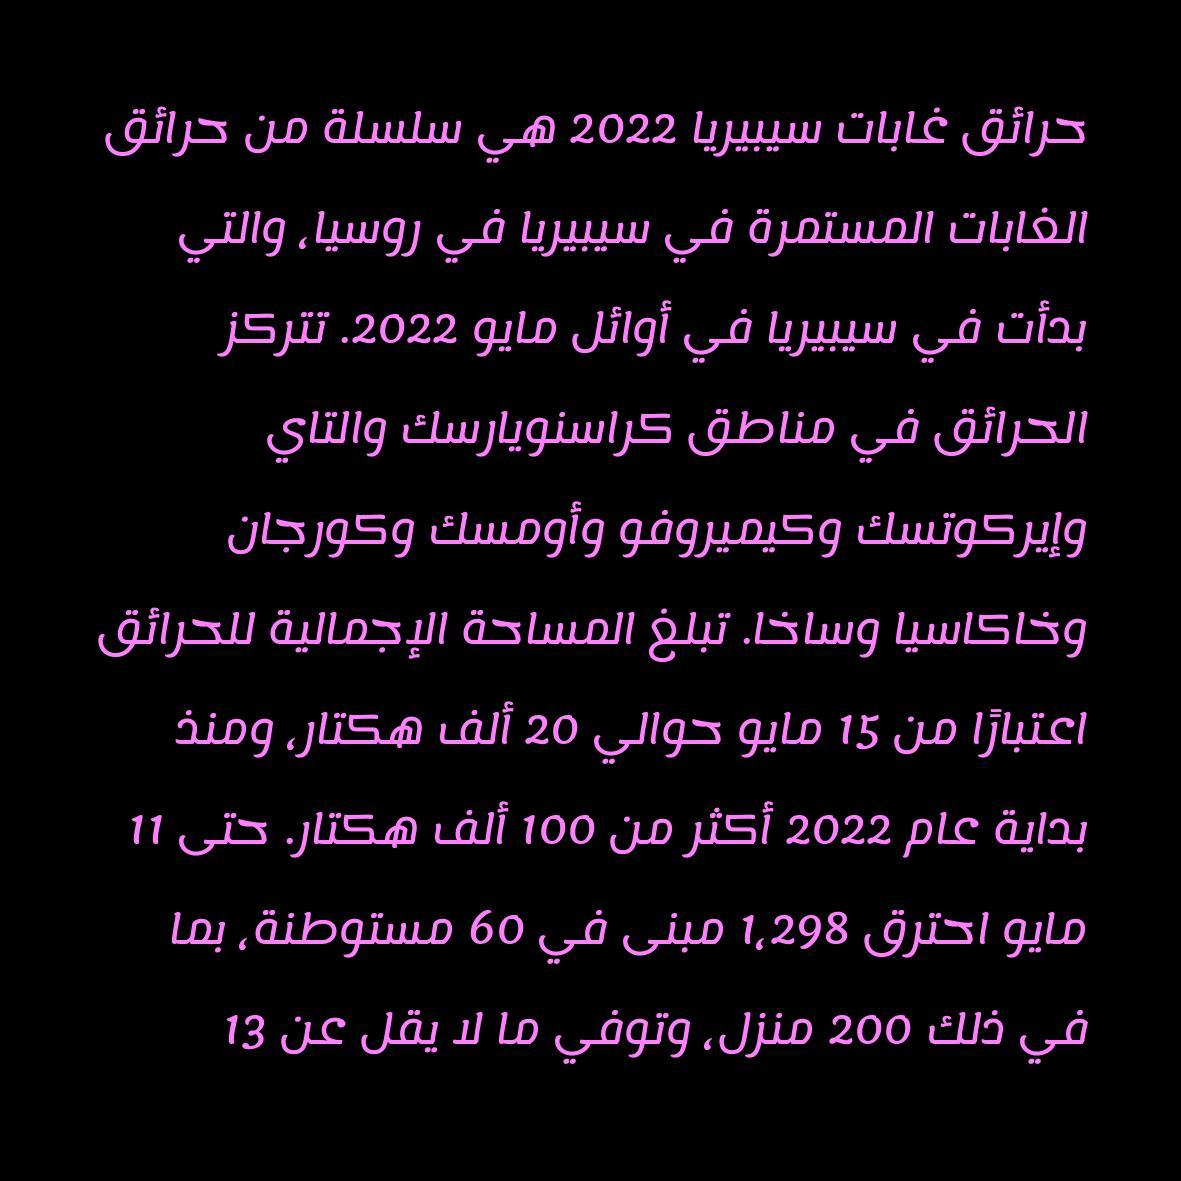 حرائق غابات سيبيريا 2022 هي سلسلة من حرائق
الغابات المستمرة في سيبيريا في روسيا، والتي
بدأت في سيبيريا في أوائل مايو 2022. تتركز
الحرائق في مناطق كراسنويارسك والتاي
وإيركوتسك وكيميروفو وأومسك وكورجان
وخاكاسيا وساخا. تبلغ المساحة الإجمالية للحرائق
اعتبارًا من 15 مايو حوالي 20 ألف هكتار، ومنذ
بداية عام 2022 أكثر من 100 ألف هكتار. حتى 11
مايو احترق 1،298 مبنى في 60 مستوطنة، بما
في ذلك 200 منزل، وتوفي ما لا يقل عن 13